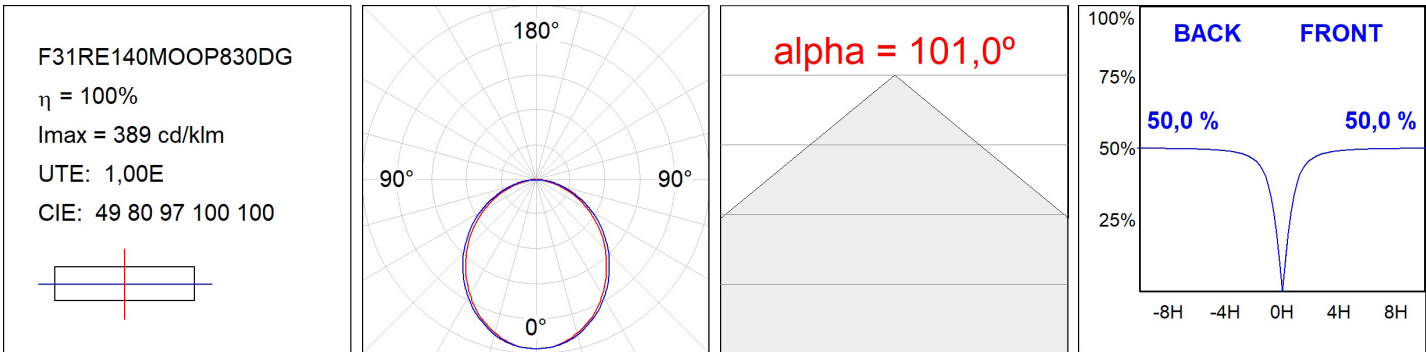 F31RE140MOOP830DG
η = 100%
Imax = 389 cd/klm
UTE: 1,00E
CIE: 49 80 97 100 100
180°
90° 90°
0°
alpha = 101,0º
100%
BACK FRONT
75%
50,0 % 50,0 %
50%
25%
-8H -4H 0H 4H 8H